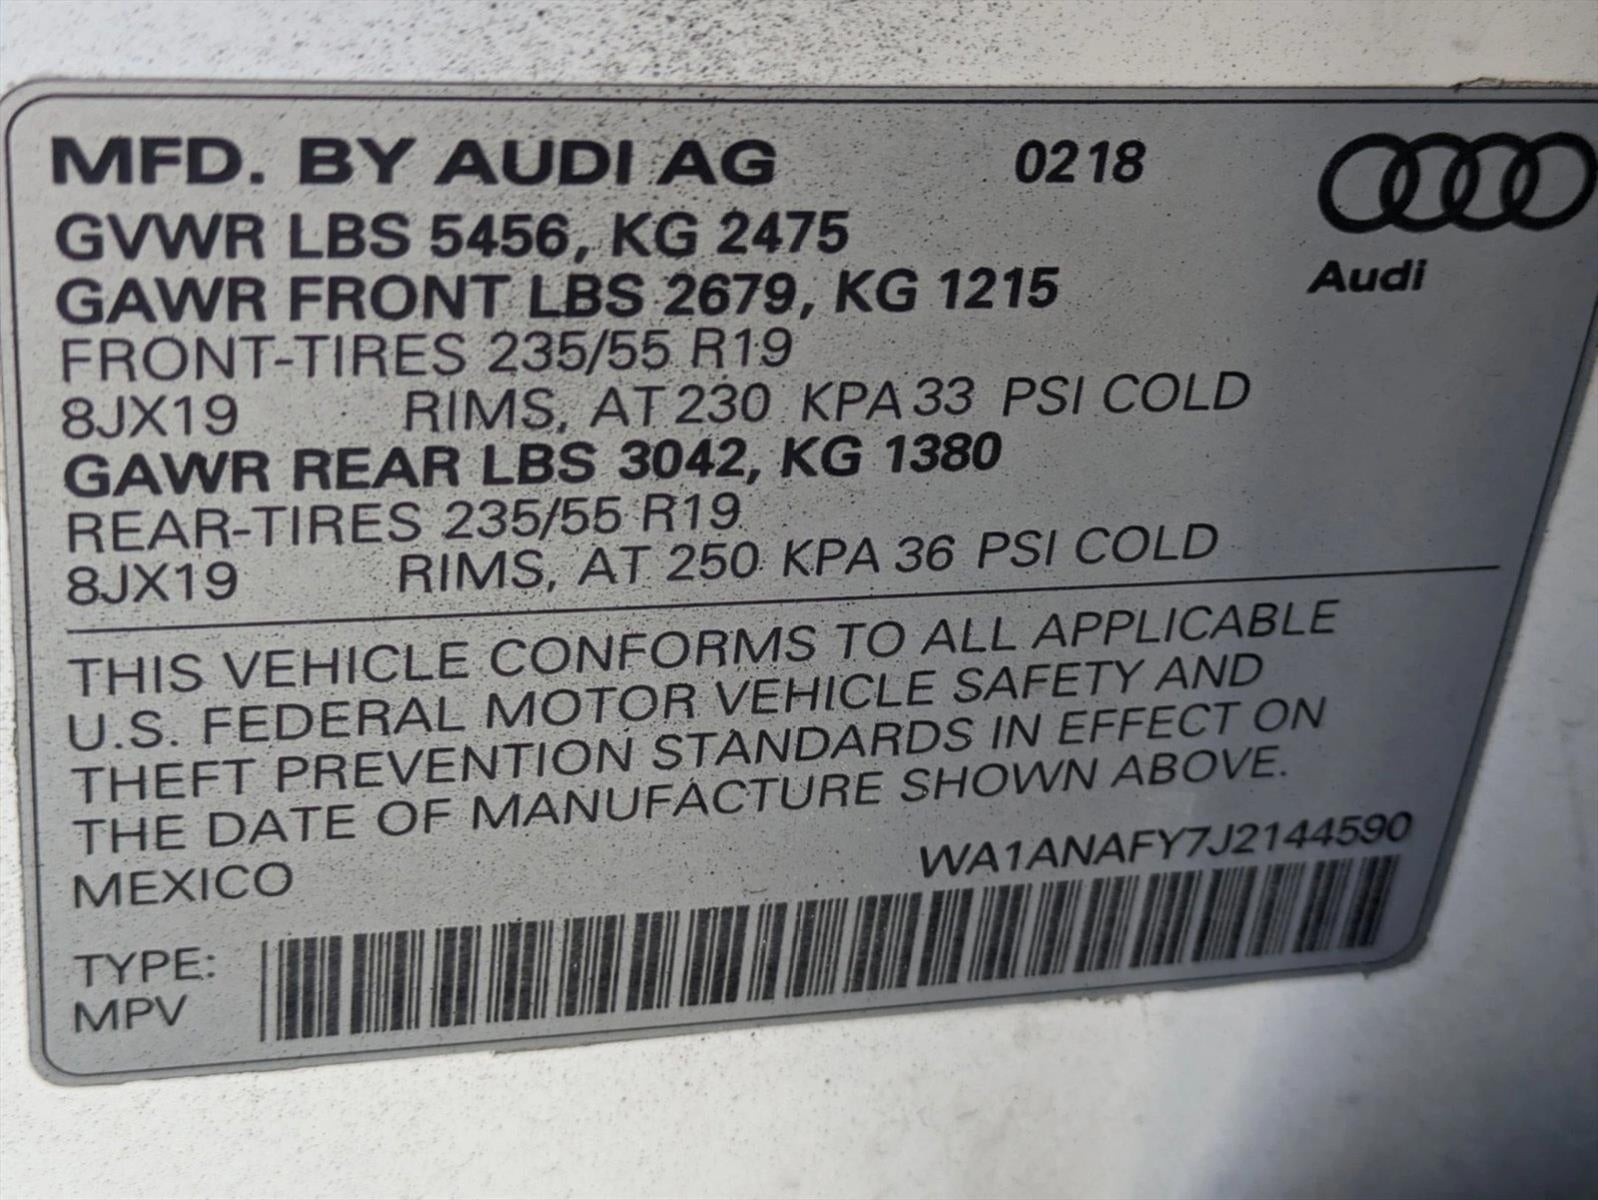 MFD. BY AUDI AG 0218
GVWR LBS 5456, KG 2475
Audi
GAWR FRONT LBS 2679, KG 1215
FRONT-TIRES 235/55 R19
8JX19 RIMS, AT 230 KPA 33 PSI COLD
GAWR REAR LBS 3042, KG 1380
REAR-TIRES 235/55 R19
8JX19 RIMS, AT 250 KPA 36 PSI COLD
THIS VEHICLE CONFORMS TO ALL APPLICABLE
U.S. FEDERAL MOTOR VEHICLE SAFETY AND
THEFT PREVENTION STANDARDS IN EFFECT ON
THE DATE OF MANUFACTURE SHOWN ABOVE.
MEXICO WA1ANAFY7J2144590
TYPE:
MPV